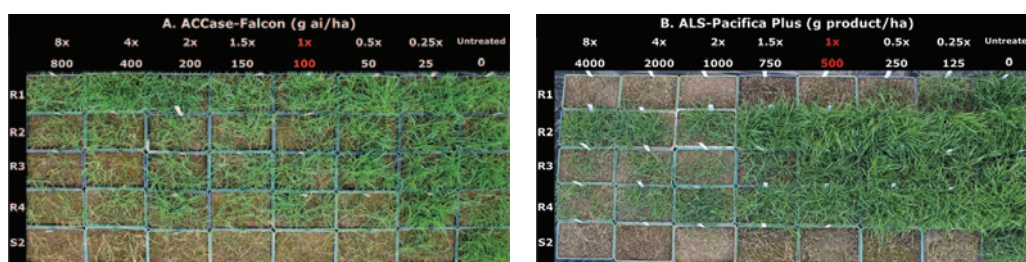 A. ACCase-Falcon (g ai/ha)
8x 4x 2x 1.5x 1x 0.5x 0.25x Untreated
800 400 200 150 100 50 25 0
R1
R2
R3
R4
S2
B. ALS-Pacifica Plus (g product/ha)
8x 4x 2x 1.5x 1x 0.5x 0.25x Untreate
4000 2000 1000 750 500 250 125 0
R1
R2
R3
R4
S2